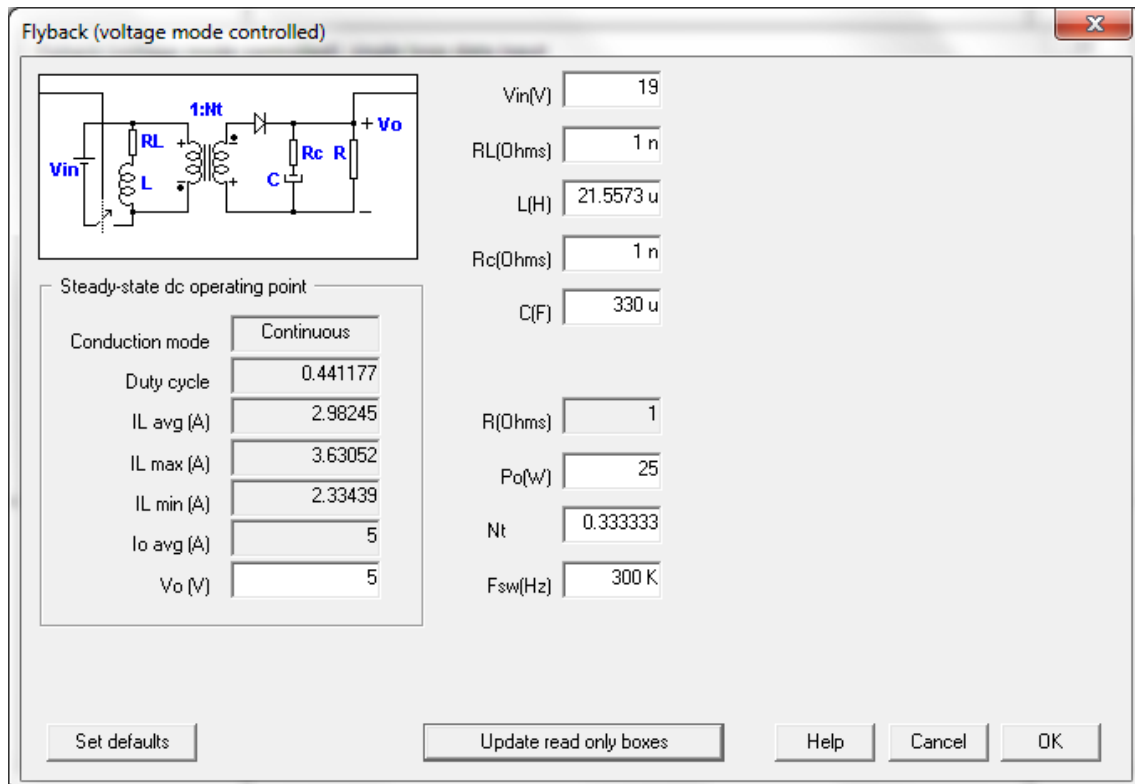 Flyback (voltage mode controlled)
x
1:Nt
+ Vo
RL
+
Rc R
Vin
L
C
+
−
Vin(V) 19
RL(Ohms) 1 n
L(H) 21.5573 u
Rc(Ohms) 1 n
C(F) 330 u
Steady-state dc operating point
Conduction mode Continuous
Duty cycle 0.441177
IL avg (A) 2.98245
IL max (A) 3.63052
IL min (A) 2.33439
Io avg (A) 5
Vo (V) 5
R(Ohms) 1
Po(W) 25
Nt 0.333333
Fsw(Hz) 300 K
Set defaults
Update read only boxes
Help
Cancel
OK